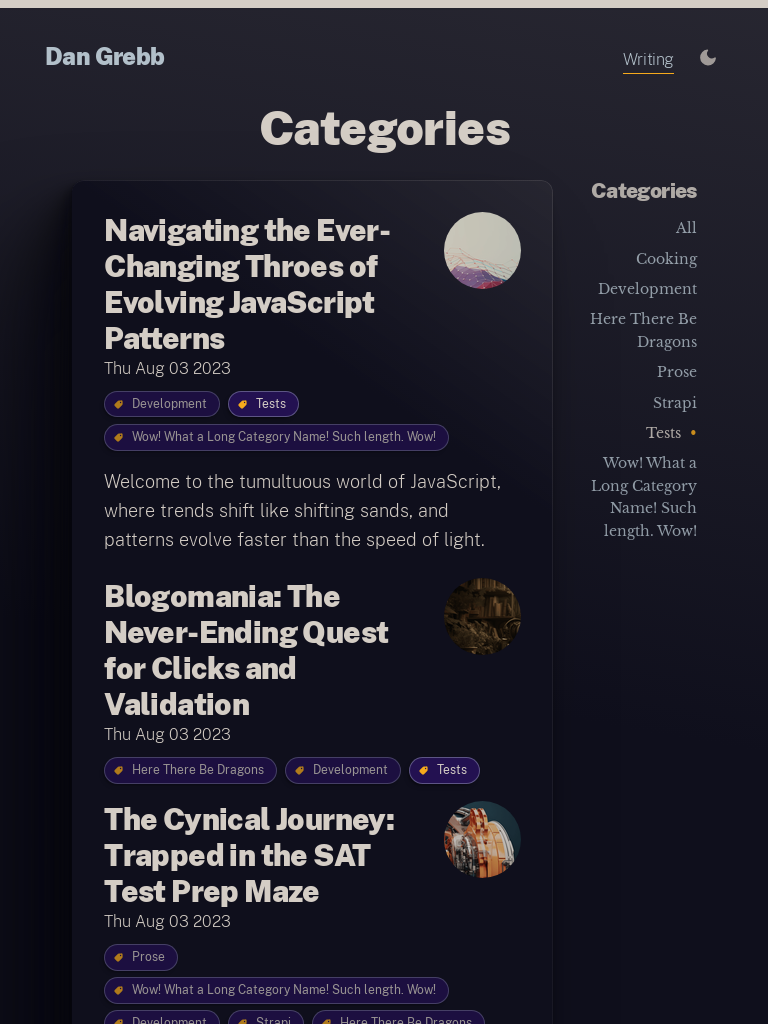 Dan Grebb
Writing
Categories
Navigating the Ever-
Changing Throes of
Evolving JavaScript
Patterns
Thu Aug 03 2023
Development
Tests
Wow! What a Long Category Name! Such length. Wow!
Welcome to the tumultuous world of JavaScript,
where trends shift like shifting sands, and
patterns evolve faster than the speed of light.
Blogomania: The
Never-Ending Quest
for Clicks and
Validation
Thu Aug 03 2023
Here There Be Dragons
Development
Tests
The Cynical Journey:
Trapped in the SAT
Test Prep Maze
Thu Aug 03 2023
Prose
Wow! What a Long Category Name! Such length. Wow!
Development
Strapi
Here There Be Dragons
Categories
All
Cooking
Development
Here There Be
Dragons
Prose
Strapi
Tests •
Wow! What a
Long Category
Name! Such
length. Wow!